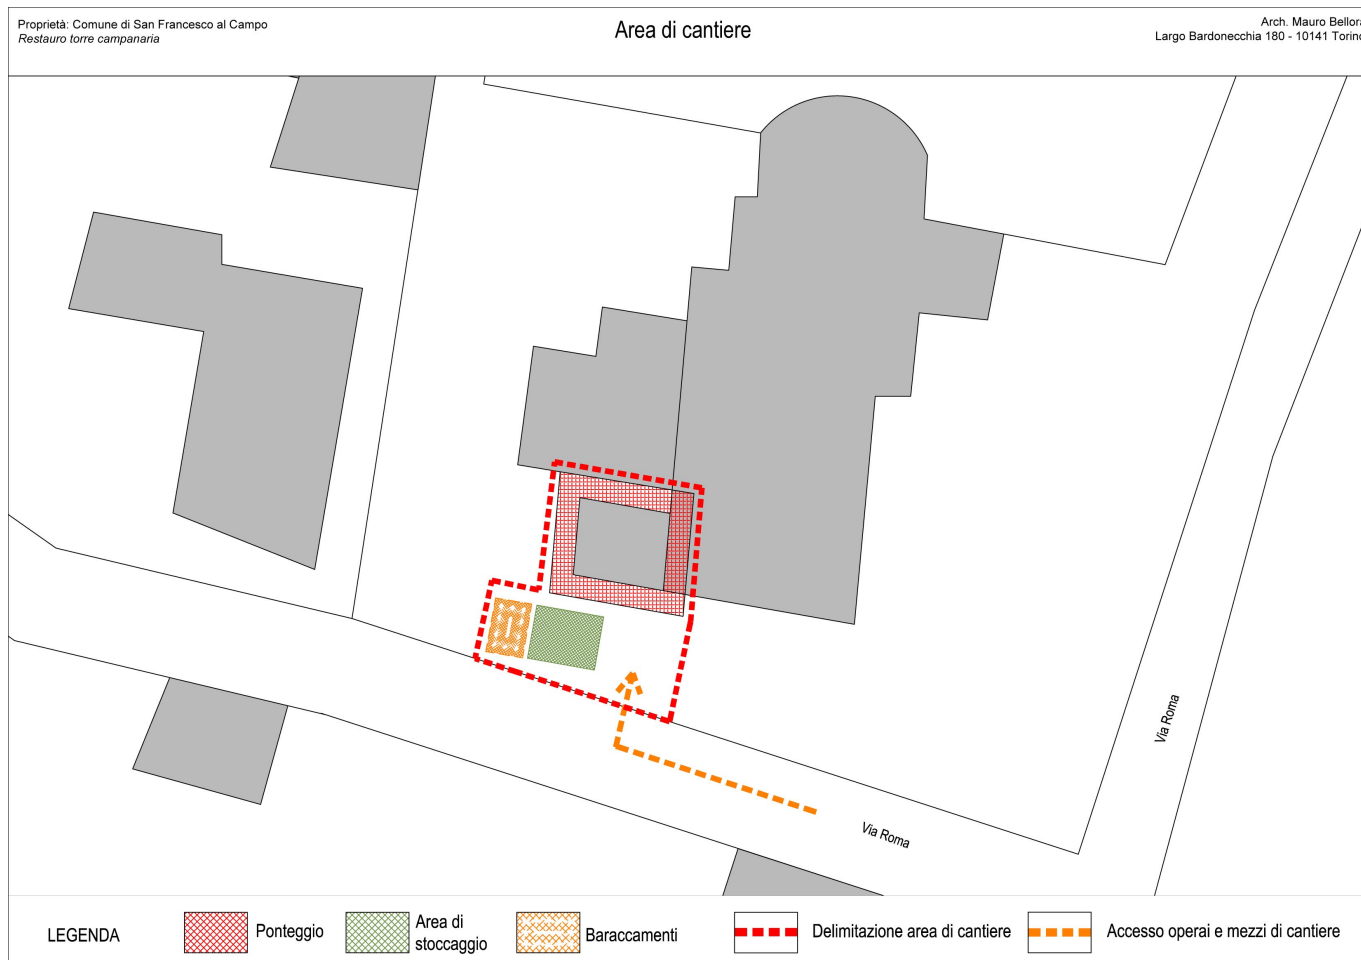 Proprietà: Comune di San Francesco al Campo
Restauro torre campanaria
Area di cantiere
Arch. Mauro Bellora
Largo Bardonecchia 180 - 10141 Torino
Via Roma
Via Roma
LEGENDA
Ponteggio
Area di
stoccaggio
Baraccamenti
Delimitazione area di cantiere
Accesso operai e mezzi di cantiere